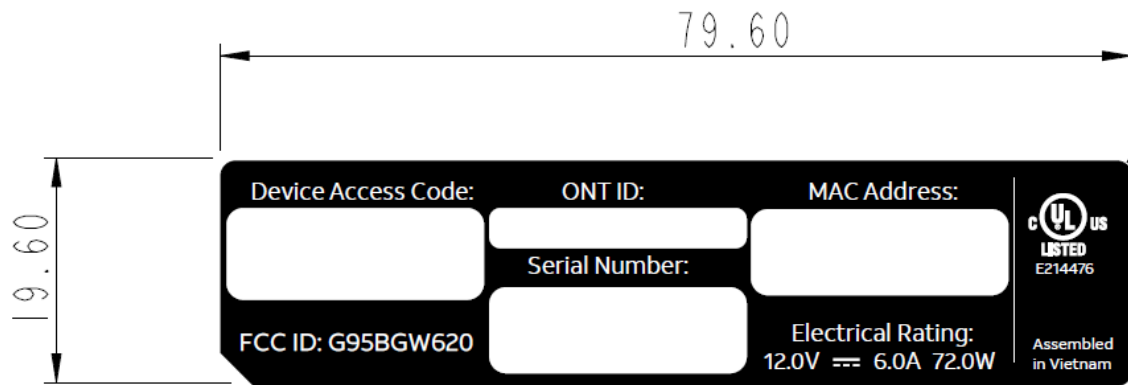 79.60
19.60
Device Access Code:
ONT ID:
MAC Address:
Serial Number:
FCC ID: G95BGW620
Electrical Rating:
12.0V ⎓ 6.0A 72.0W
C UL US
LISTED
E214476
Assembled
in Vietnam